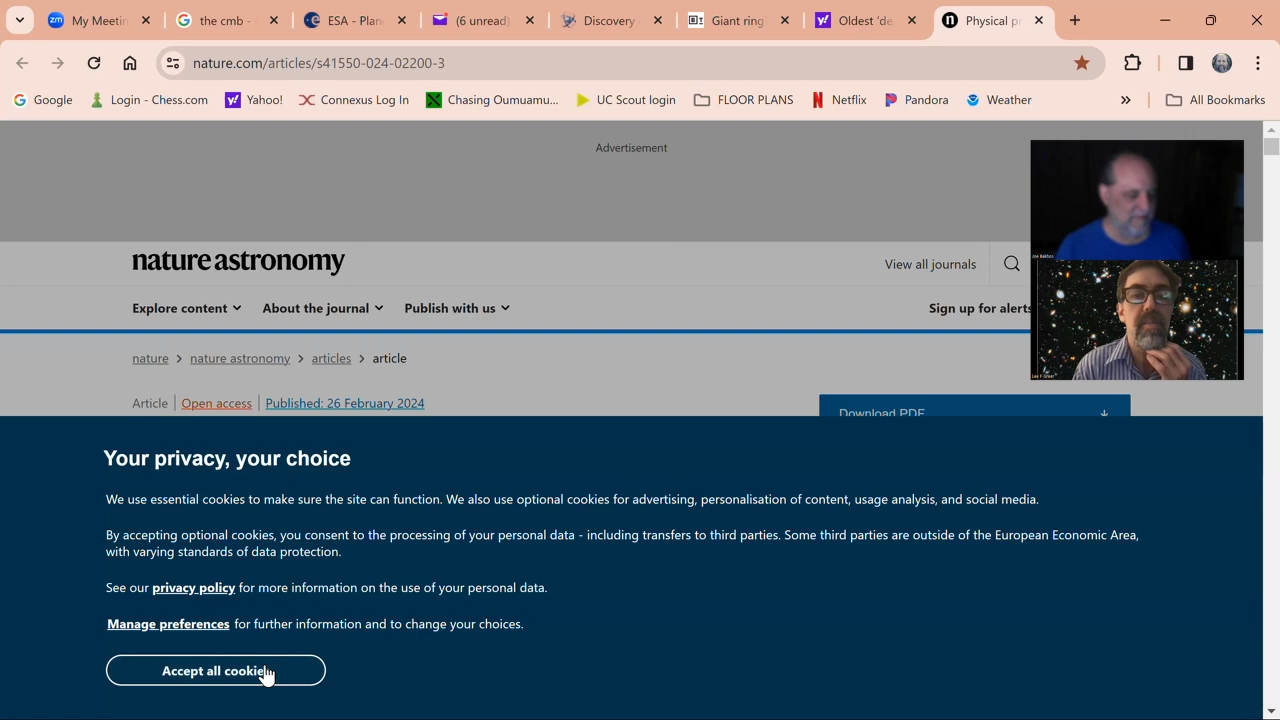 My Meetin
the cmb -
ESA - Plan
(6 unread)
Discovery
Giant ring
Oldest 'de
Physical pr
nature.com/articles/s41550-024-02200-3
Google
Login - Chess.com
Yahoo!
Connexus Log In
Chasing Oumuamu...
UC Scout login
FLOOR PLANS
Netflix
Pandora
Weather
All Bookmarks
Advertisement
nature astronomy
View all journals
Explore content
About the journal
Publish with us
Sign up for alerts
Joe Bakhos
Lee F Greer
nature > nature astronomy > articles > article
Article | Open access | Published: 26 February 2024
Download PDF
Your privacy, your choice
We use essential cookies to make sure the site can function. We also use optional cookies for advertising, personalisation of content, usage analysis, and social media.
By accepting optional cookies, you consent to the processing of your personal data - including transfers to third parties. Some third parties are outside of the European Economic Area,
with varying standards of data protection.
See our privacy policy for more information on the use of your personal data.
Manage preferences for further information and to change your choices.
Accept all cookie